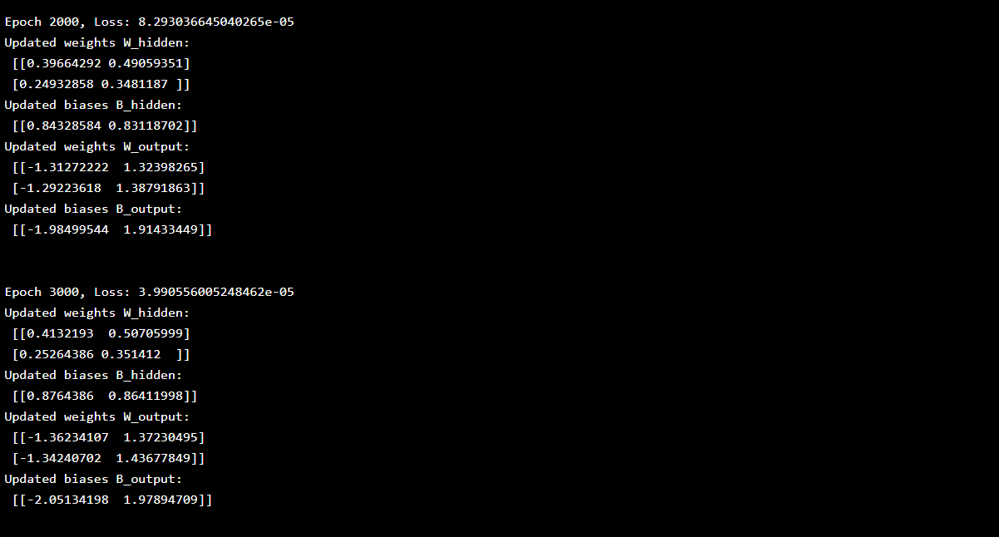 Epoch 2000, Loss: 8.293036645040265e-05
Updated weights W_hidden:
[[0.39664292 0.49059351]
[0.24932858 0.3481187 ]]
Updated biases B_hidden:
[[0.84328584 0.83118702]]
Updated weights W_output:
[[-1.31272222  1.32398265]
[-1.29223618  1.38791863]]
Updated biases B_output:
[[-1.98499544  1.91433449]]
Epoch 3000, Loss: 3.990556005248462e-05
Updated weights W_hidden:
[[0.4132193  0.50705999]
[0.25264386 0.351412  ]]
Updated biases B_hidden:
[[0.8764386  0.86411998]]
Updated weights W_output:
[[-1.36234107  1.37230495]
[-1.34240702  1.43677849]]
Updated biases B_output:
[[-2.05134198  1.97894709]]